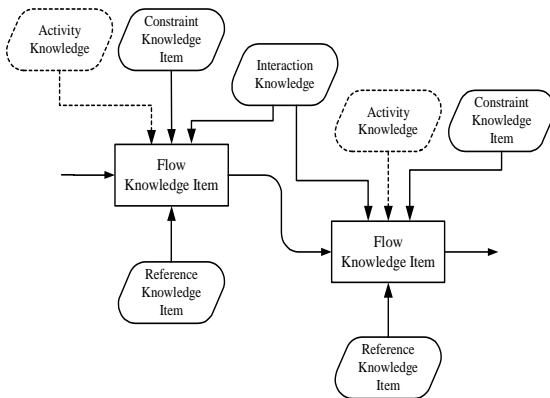 Activity
Knowledge
Constraint
Knowledge
Item
Interaction
Knowledge
Activity
Knowledge
Constraint
Knowledge
Item
Flow
Knowledge Item
Flow
Knowledge Item
Reference
Knowledge
Item
Reference
Knowledge
Item